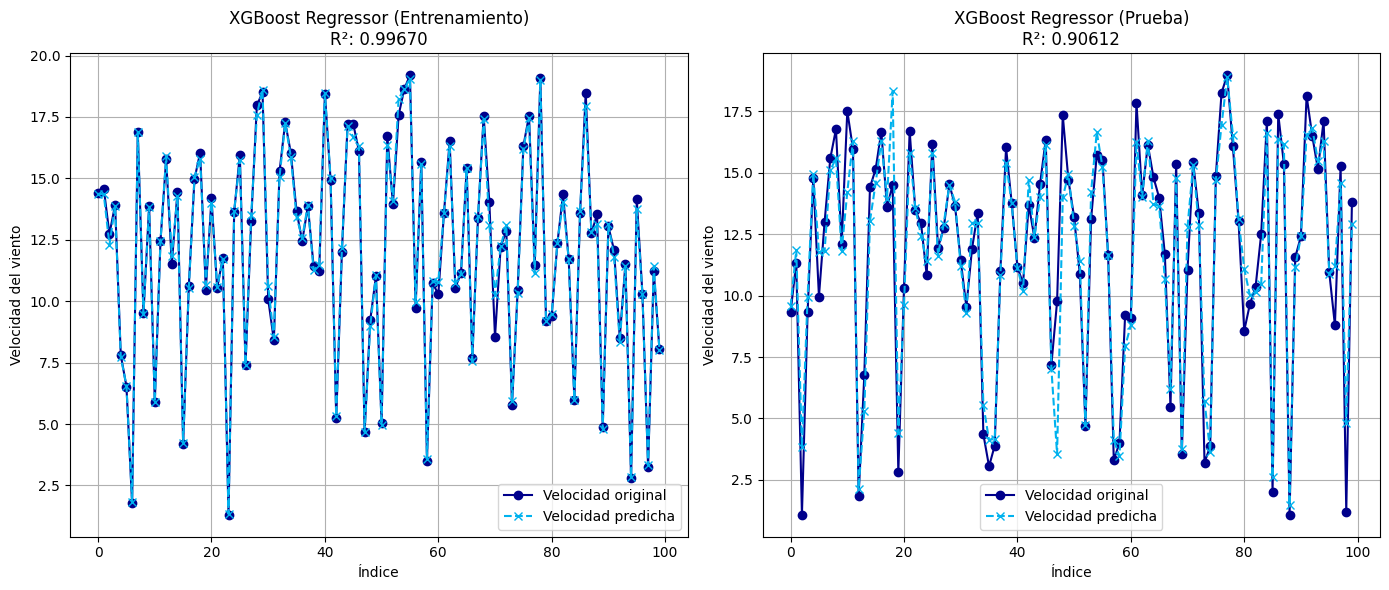 XGBoost Regressor (Entrenamiento)
R²: 0.99670
20.0
17.5
15.0
12.5
10.0
7.5
5.0
2.5
Velocidad del viento
0
20
40
60
80
100
Índice
Velocidad original
Velocidad predicha
XGBoost Regressor (Prueba)
R²: 0.90612
17.5
15.0
12.5
10.0
7.5
5.0
2.5
Velocidad del viento
0
20
40
60
80
100
Índice
Velocidad original
Velocidad predicha